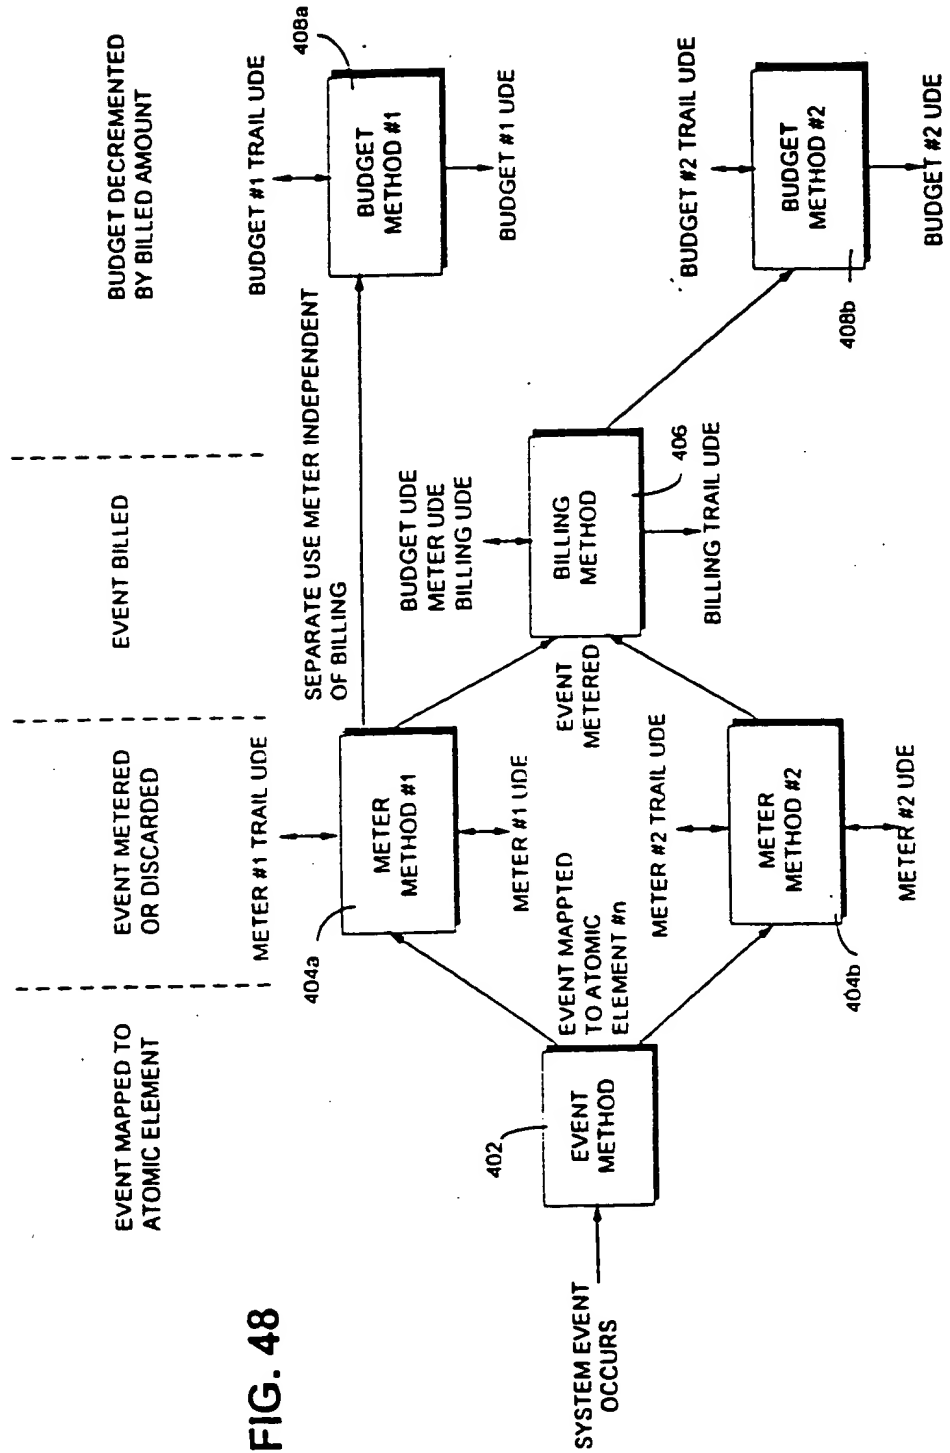 FIG. 48
EVENT MAPPED TO
ATOMIC ELEMENT
EVENT METERED
OR DISCARDED
EVENT BILLED
BUDGET DECREMENTED
BY BILLED AMOUNT
SYSTEM EVENT
OCCURS
402
EVENT
METHOD
EVENT MAPPTED
TO ATOMIC
ELEMENT #n
METER #1 TRAIL UDE
404a
METER
METHOD #1
METER #1 UDE
METER #2 TRAIL UDE
METER
METHOD #2
404b
METER #2 UDE
SEPARATE USE METER INDEPENDENT
OF BILLING
EVENT
METERED
BUDGET UDE
METER UDE
BILLING UDE
BILLING
METHOD
406
BILLING TRAIL UDE
BUDGET #1 TRAIL UDE
408a
BUDGET
METHOD #1
BUDGET #1 UDE
BUDGET #2 TRAIL UDE
BUDGET
METHOD #2
408b
BUDGET #2 UDE